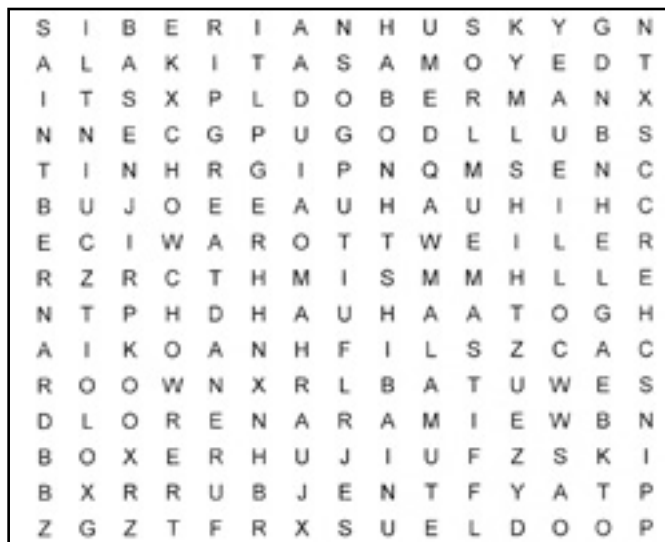 S I B E R I A N H U S K Y G N
A L A K I T A S A M O Y E D T
I T S X P L D O B E R M A N X
N N E C G P U G O D L L U B S
T I N H R G I P N Q M S E N C
B U J O E E A U H A U H I H C
E C I W A R O T T W E I L E R
R Z R C T H M I S M M H L L E
N T P H D H A U H A A T O G H
A I K O A N H F I L S Z C A C
R O O W N X R L B A T U W E S
D L O R E N A R A M I E W B N
B O X E R H U J I U F Z S K I
B X R R U B J E N T F Y A T P
Z G Z T F R X S U E L D O O P